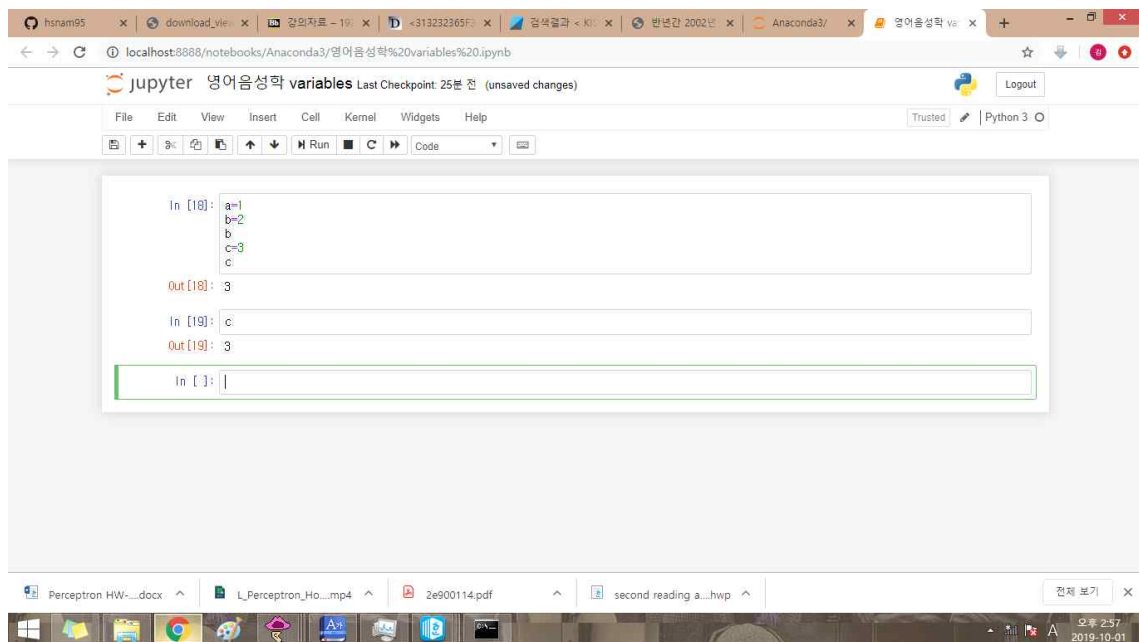 hsnam95
download_vie
강의자료 – 19
<313232365F
검색결과 < KI
반년간 2002년
Anaconda3/
영어음성학 va
localhost:8888/notebooks/Anaconda3/영어음성학%20variables%20.ipynb
jupyter 영어음성학 variables Last Checkpoint: 25분 전 (unsaved changes)
Logout
File Edit View Insert Cell Kernel Widgets Help
Trusted Python 3
Run Code
In [18]: a=1
b=2
b
c=3
c
Out[18]: 3
In [19]: c
Out[19]: 3
In [ ]:
Perceptron HW-....docx
L_Perceptron_Ho....mp4
2e900114.pdf
second reading a....hwp
전체 보기
A
오후 2:57
2019-10-01